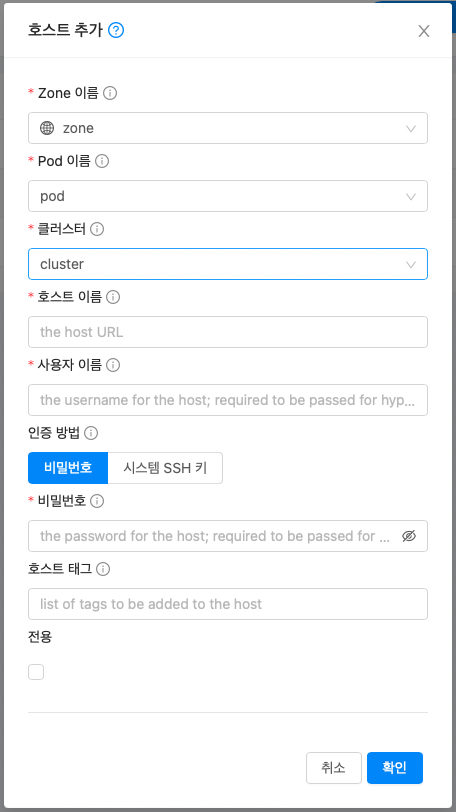 호스트 추가
* Zone 이름
zone
* Pod 이름
pod
* 클러스터
cluster
* 호스트 이름
the host URL
* 사용자 이름
the username for the host; required to be passed for hyp...
인증 방법
비밀번호 시스템 SSH 키
* 비밀번호
the password for the host; required to be passed for ...
호스트 태그
list of tags to be added to the host
전용
취소 확인